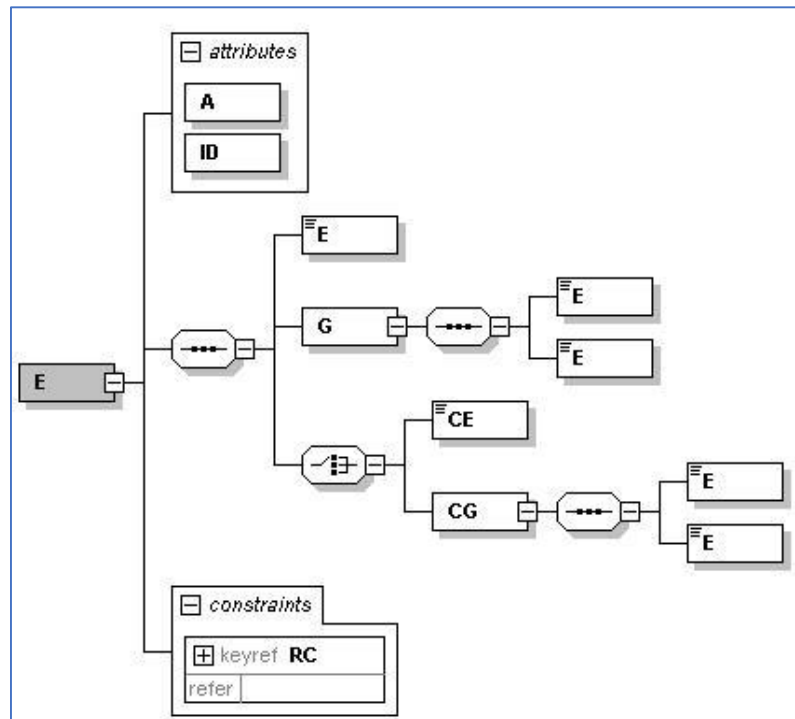 attributes
A
ID
E
G
E
E
E
CE
CG
E
E
constraints
keyref RC
refer